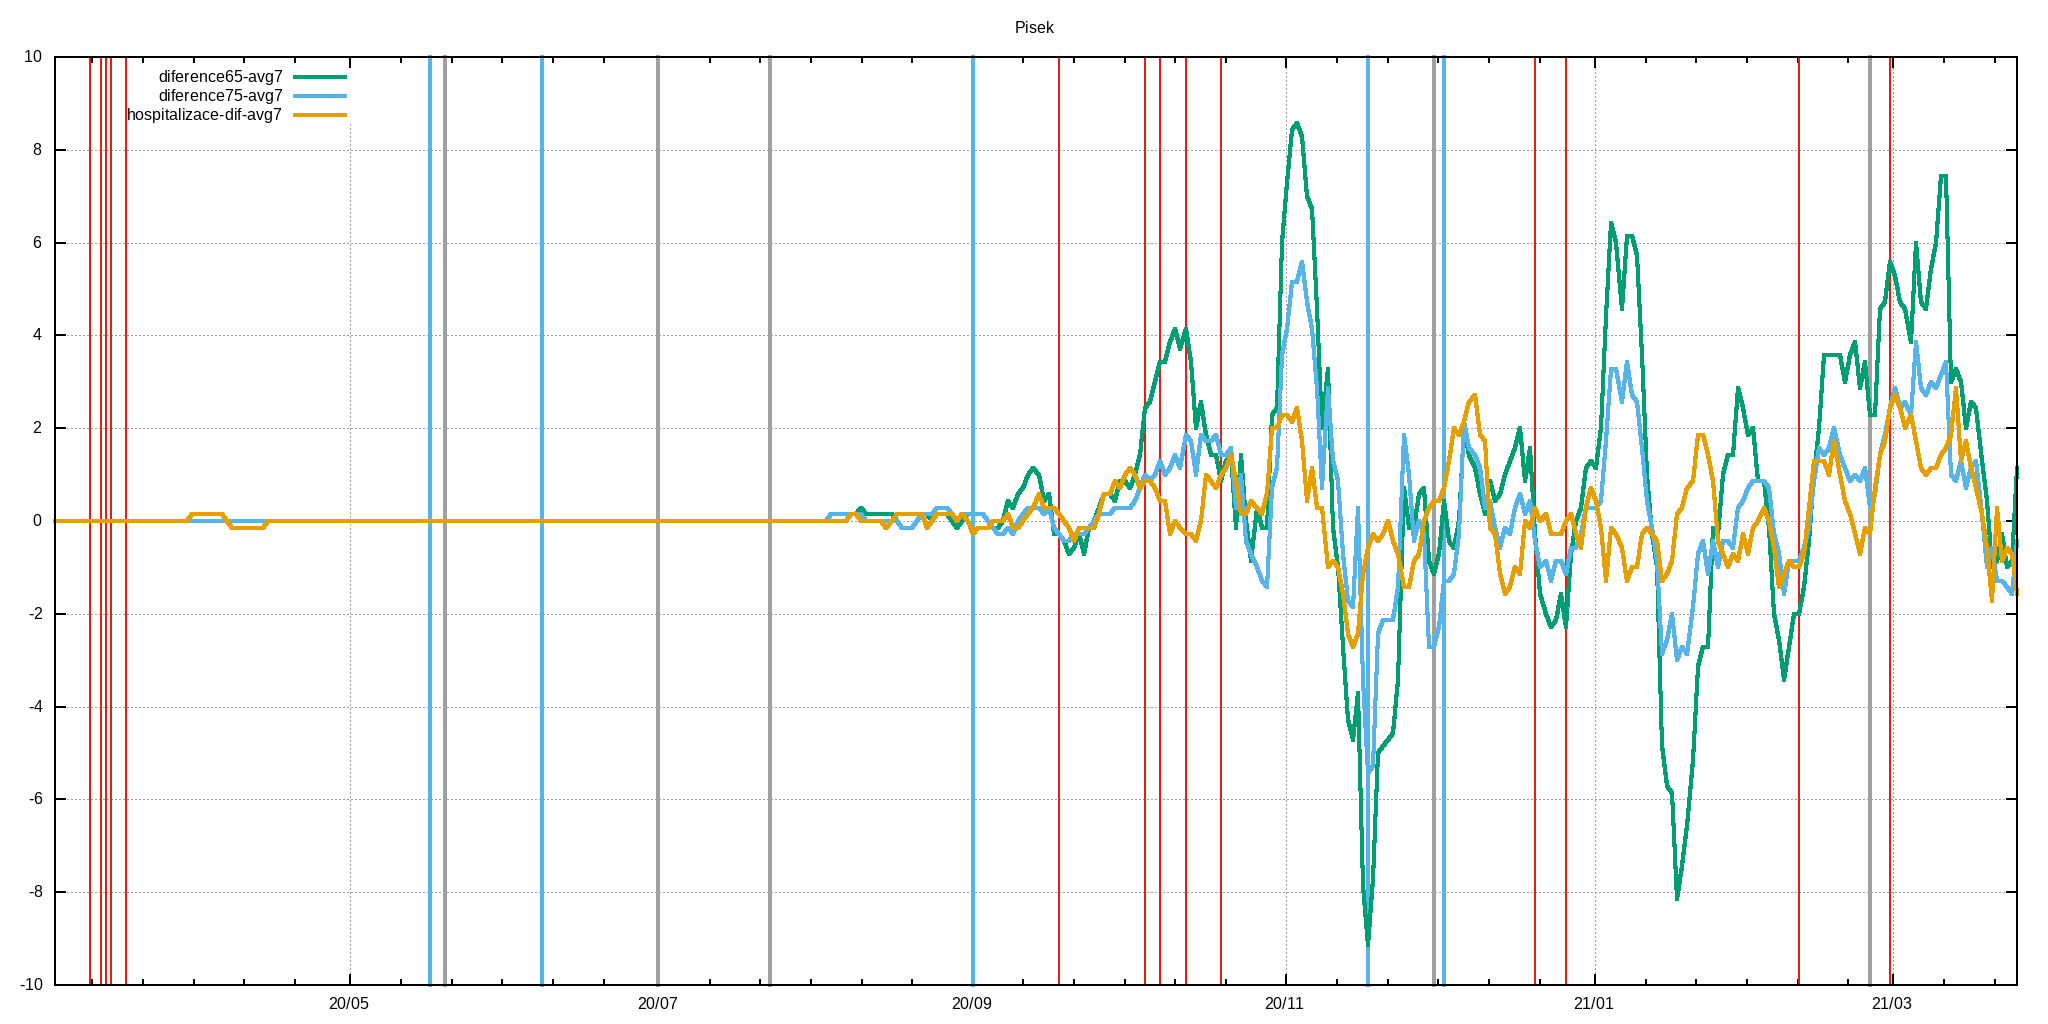 Pisek
10
diference65-avg7
diference75-avg7
hospitalizace-dif-avg7
8
6
4
2
0
-2
-4
-6
-8
-10
20/05 20/07 20/09 20/11 21/01 21/03